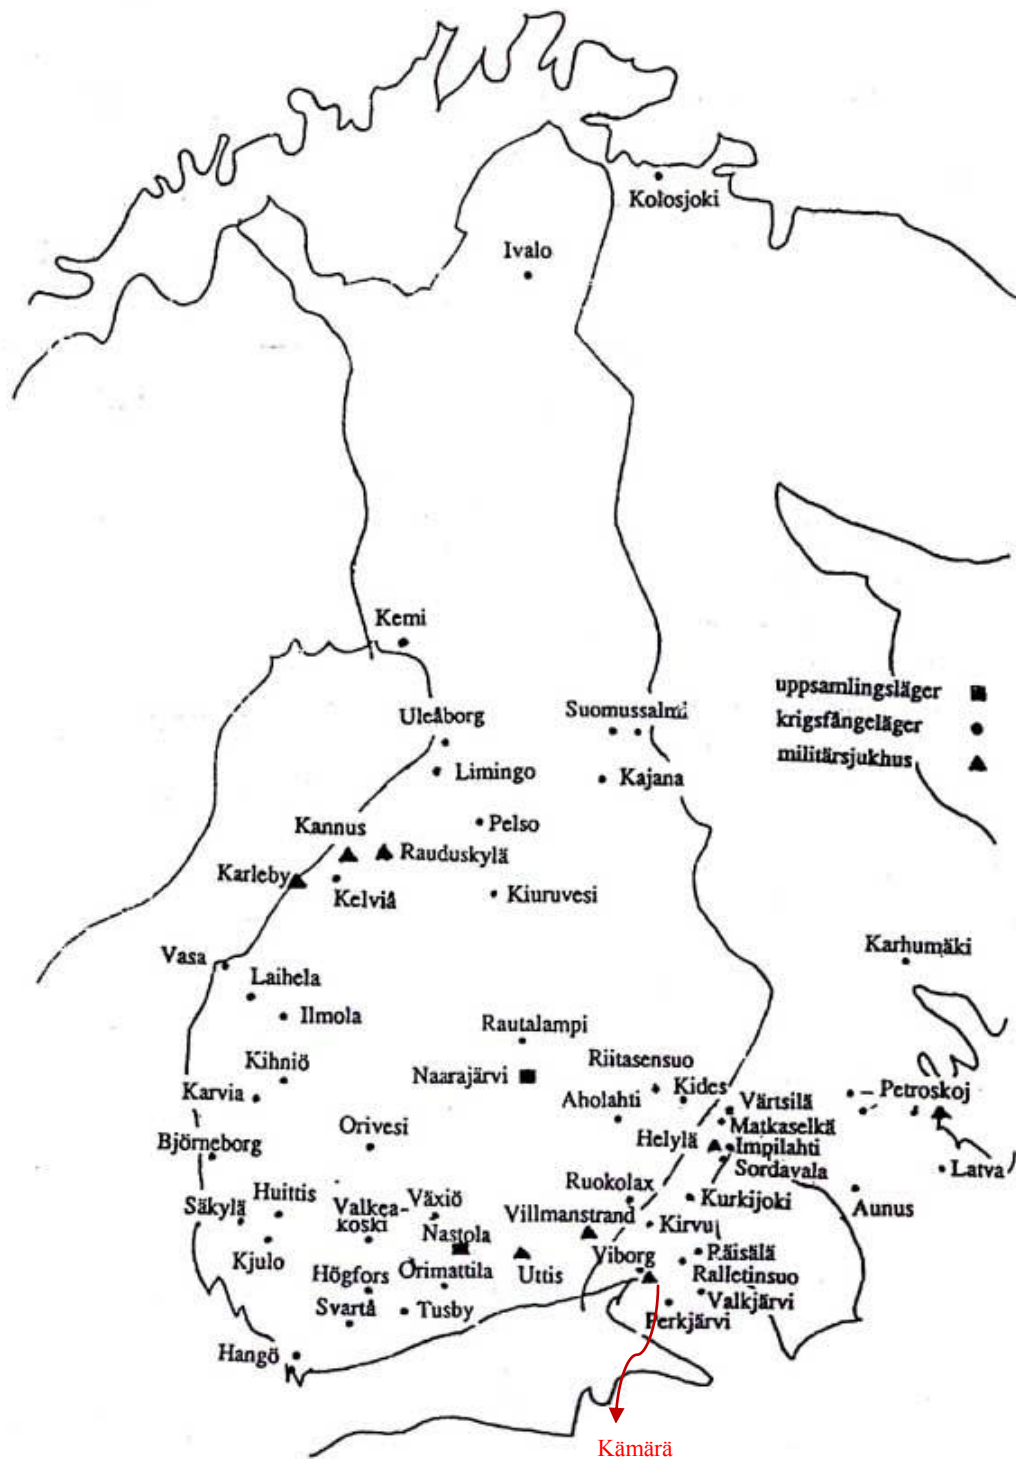 Kolosjoki
Ivalo
Kemi
uppsamlingsläger
Uleåborg
Suomussalmi
krigsfångeläger
militärsjukhus
Limingo
Kajana
Pelso
Kannus
Rauduskylä
Karleby
Kelviå
Kiuruvesi
Karhumäki
Vasa
Laihela
Ilmola
Rautalampi
Riitasensuo
Kihniö
Naarajärvi
Kides
Petroskoj
Karvia
Aholahti
Värtsilä
Matkaselkä
Björneborg
Orivesi
Helylä
Impilahti
Sordavala
Latva
Ruokolax
Kurkijoki
Aunus
Säkylä
Huittis
Valkea-
koski
Växiö
Villmanstrand
Kirvu
Nastola
Kjulo
Viborg
Räisälä
Högfors
Orimattila
Uttis
Ralletinsuo
Svartå
Tusby
Valkjärvi
Perkjärvi
Hangö
Kämärä